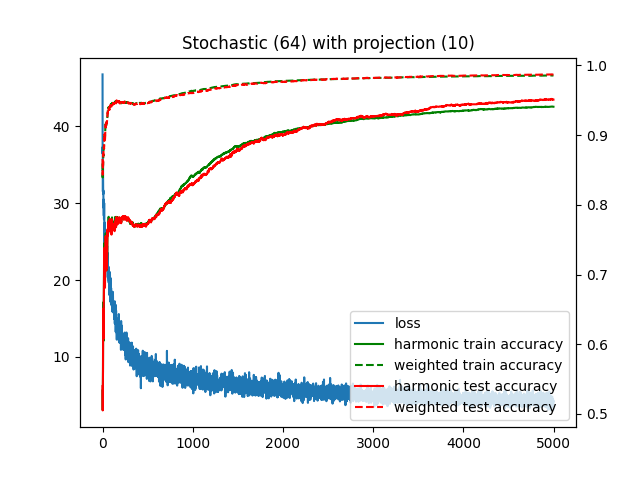 Stochastic (64) with projection (10)
40
30
20
10
1.0
0.9
0.8
0.7
0.6
0.5
loss
harmonic train accuracy
weighted train accuracy
harmonic test accuracy
weighted test accuracy
0 1000 2000 3000 4000 5000